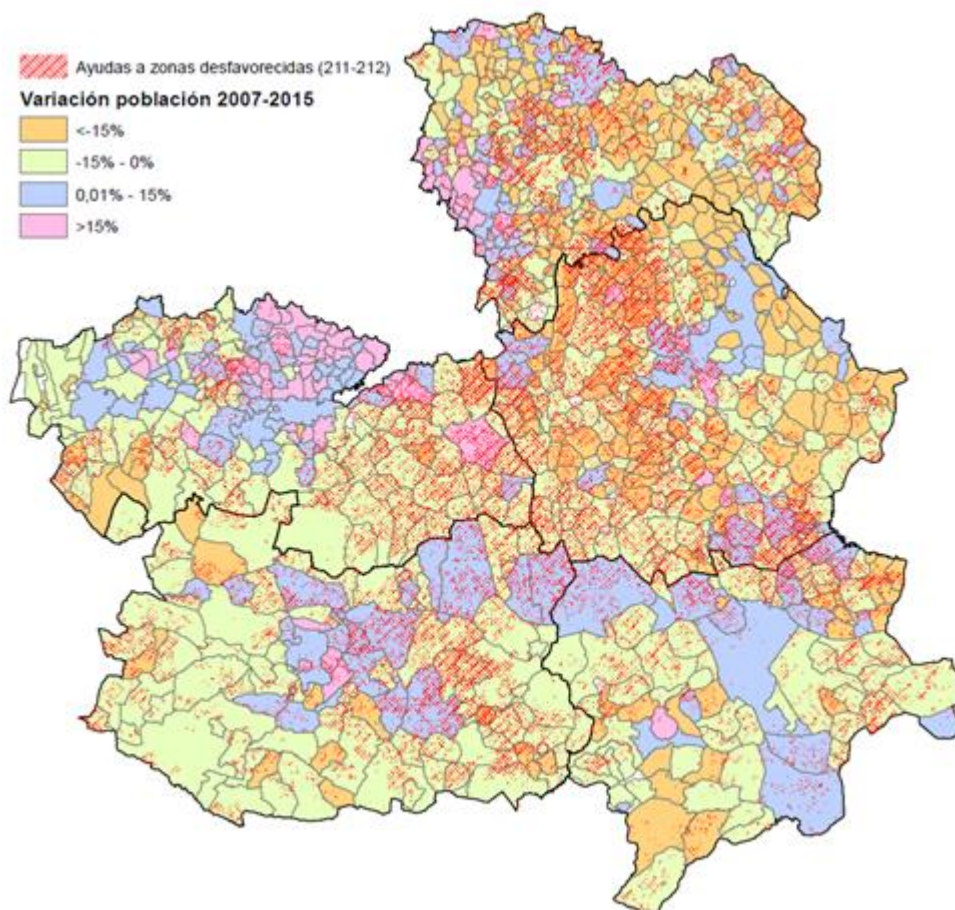 Ayudas a zonas desfavorecidas (211-212)
Variación población 2007-2015
<-15%
-15% - 0%
0,01% - 15%
>15%